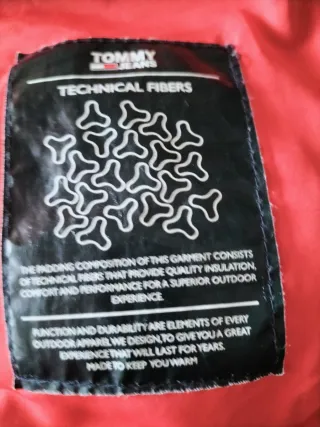 TOMMY
JEANS
TECHNICAL FIBERS
THE PADDING COMPOSITION OF THIS GARMENT CONSISTS
OF TECHNICAL FIBERS THAT PROVIDE QUALITY INSULATION,
COMFORT AND PERFORMANCE FOR A SUPERIOR OUTDOOR
EXPERIENCE.
FUNCTION AND DURABILITY ARE ELEMENTS OF EVERY
OUTDOOR APPAREL WE DESIGN, TO GIVE YOU A GREAT
EXPERIENCE THAT WILL LAST FOR YEARS.
MADE TO KEEP YOU WARM